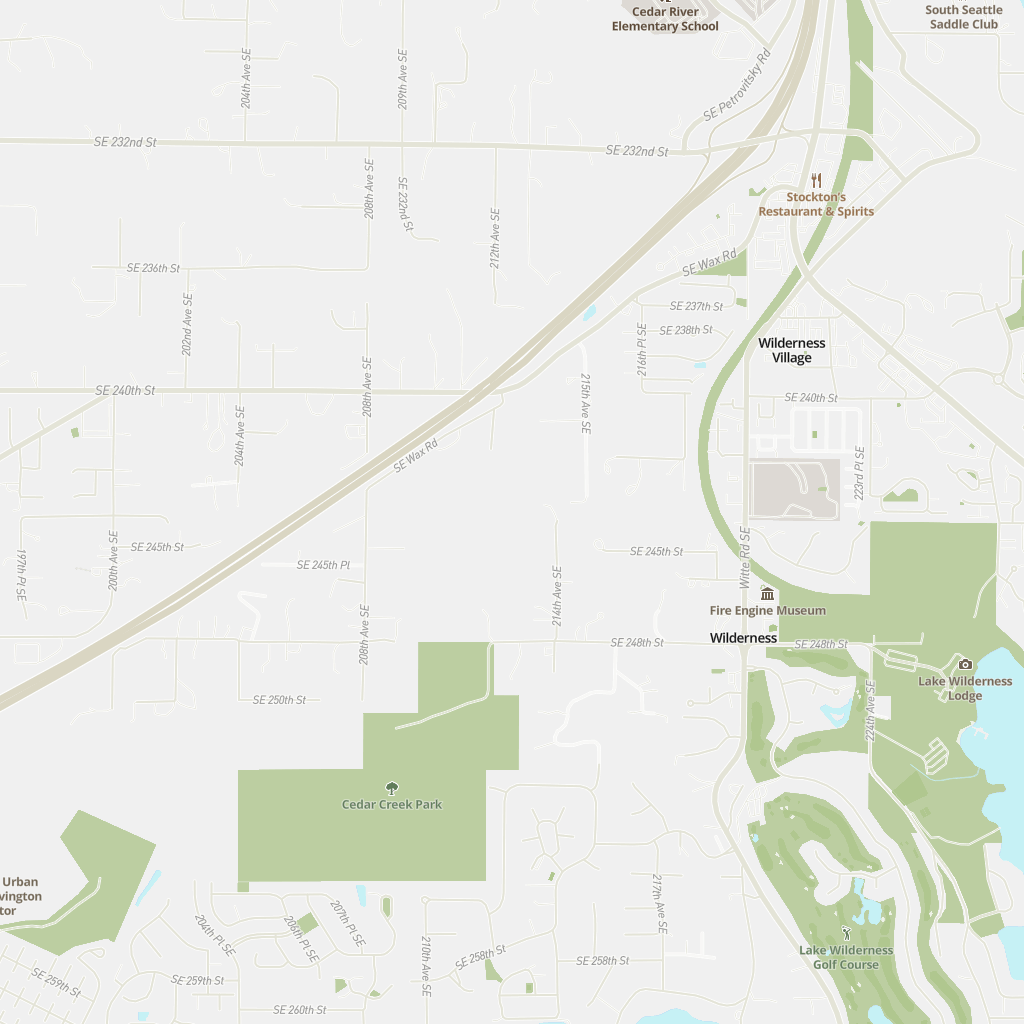 Cedar River
Elementary School
South Seattle
Saddle Club
204th Ave SE
209th Ave SE
SE Petrovitsky Rd
SE 232nd St
SE 232nd St
208th Ave SE
SE 232nd St
212th Ave SE
Stockton's
Restaurant & Spirits
SE 236th St
SE Wax Rd
202nd Ave SE
SE 237th St
SE 238th St
216th Pl SE
Wilderness
Village
SE 240th St
208th Ave SE
215th Ave SE
SE 240th St
204th Ave SE
SE Wax Rd
223rd Pl SE
197th Pl SE
200th Ave SE
SE 245th St
SE 245th Pl
SE 245th St
Witte Rd SE
214th Ave SE
208th Ave SE
Fire Engine Museum
Wilderness
SE 248th St
SE 248th St
Lake Wilderness
Lodge
SE 250th St
224th Ave SE
Cedar Creek Park
Urban
vington
tor
204th Pl SE
206th Pl SE
207th Pl SE
210th Ave SE
217th Ave SE
SE 258th St
SE 258th St
Lake Wilderness
Golf Course
SE 259th St
SE 259th St
SE 260th St